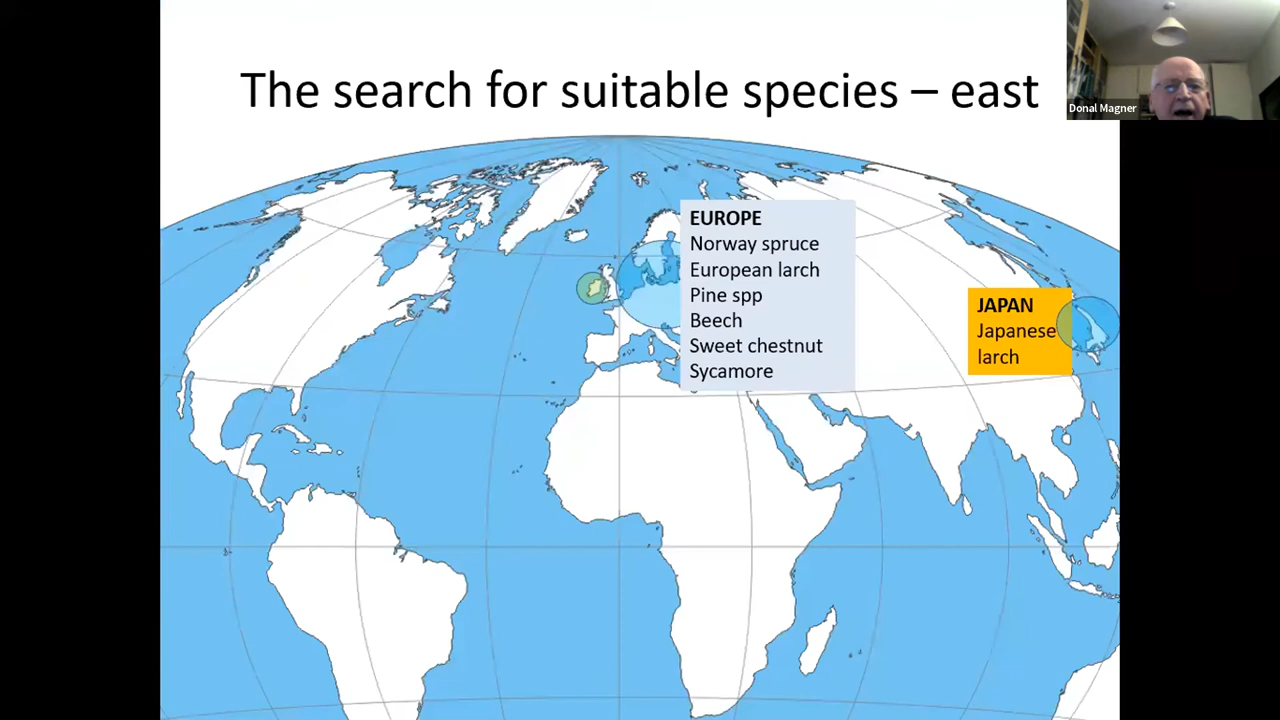 The search for suitable species – east
Donal Magner
EUROPE
Norway spruce
European larch
Pine spp
Beech
Sweet chestnut
Sycamore
JAPAN
Japanese
larch